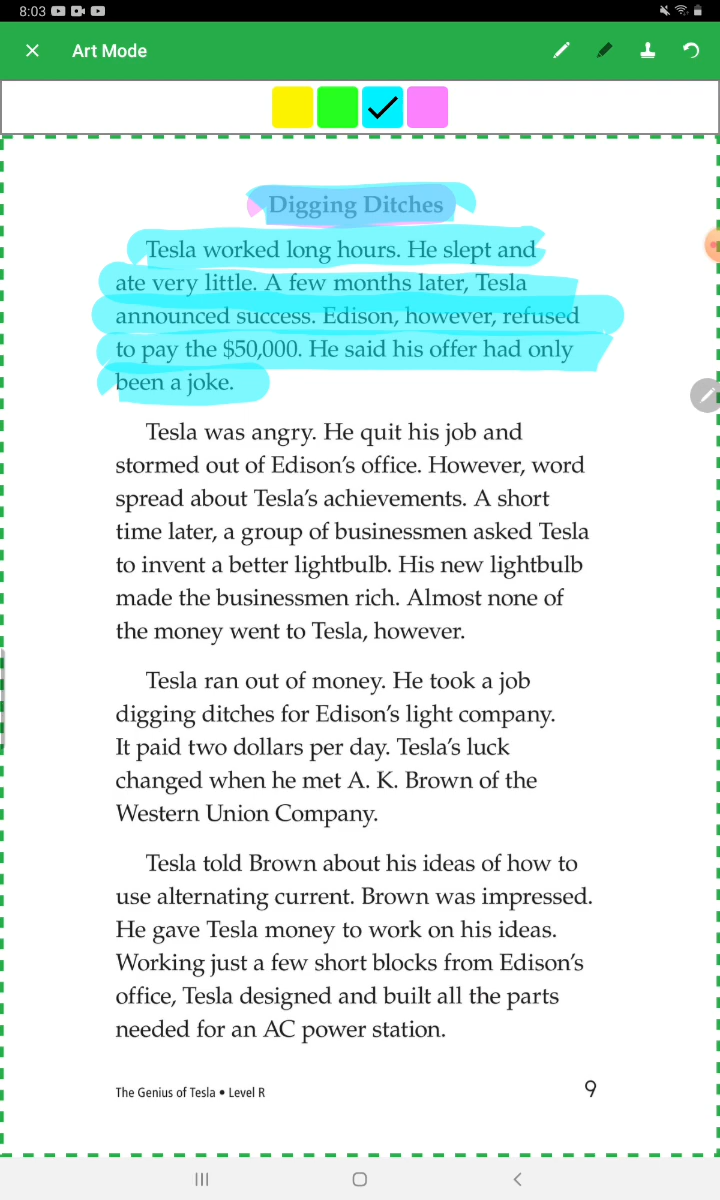 8:03
Art Mode
Digging Ditches
Tesla worked long hours. He slept and
ate very little. A few months later, Tesla
announced success. Edison, however, refused
to pay the $50,000. He said his offer had only
been a joke.
Tesla was angry. He quit his job and
stormed out of Edison’s office. However, word
spread about Tesla’s achievements. A short
time later, a group of businessmen asked Tesla
to invent a better lightbulb. His new lightbulb
made the businessmen rich. Almost none of
the money went to Tesla, however.
Tesla ran out of money. He took a job
digging ditches for Edison’s light company.
It paid two dollars per day. Tesla’s luck
changed when he met A. K. Brown of the
Western Union Company.
Tesla told Brown about his ideas of how to
use alternating current. Brown was impressed.
He gave Tesla money to work on his ideas.
Working just a few short blocks from Edison’s
office, Tesla designed and built all the parts
needed for an AC power station.
The Genius of Tesla • Level R
9